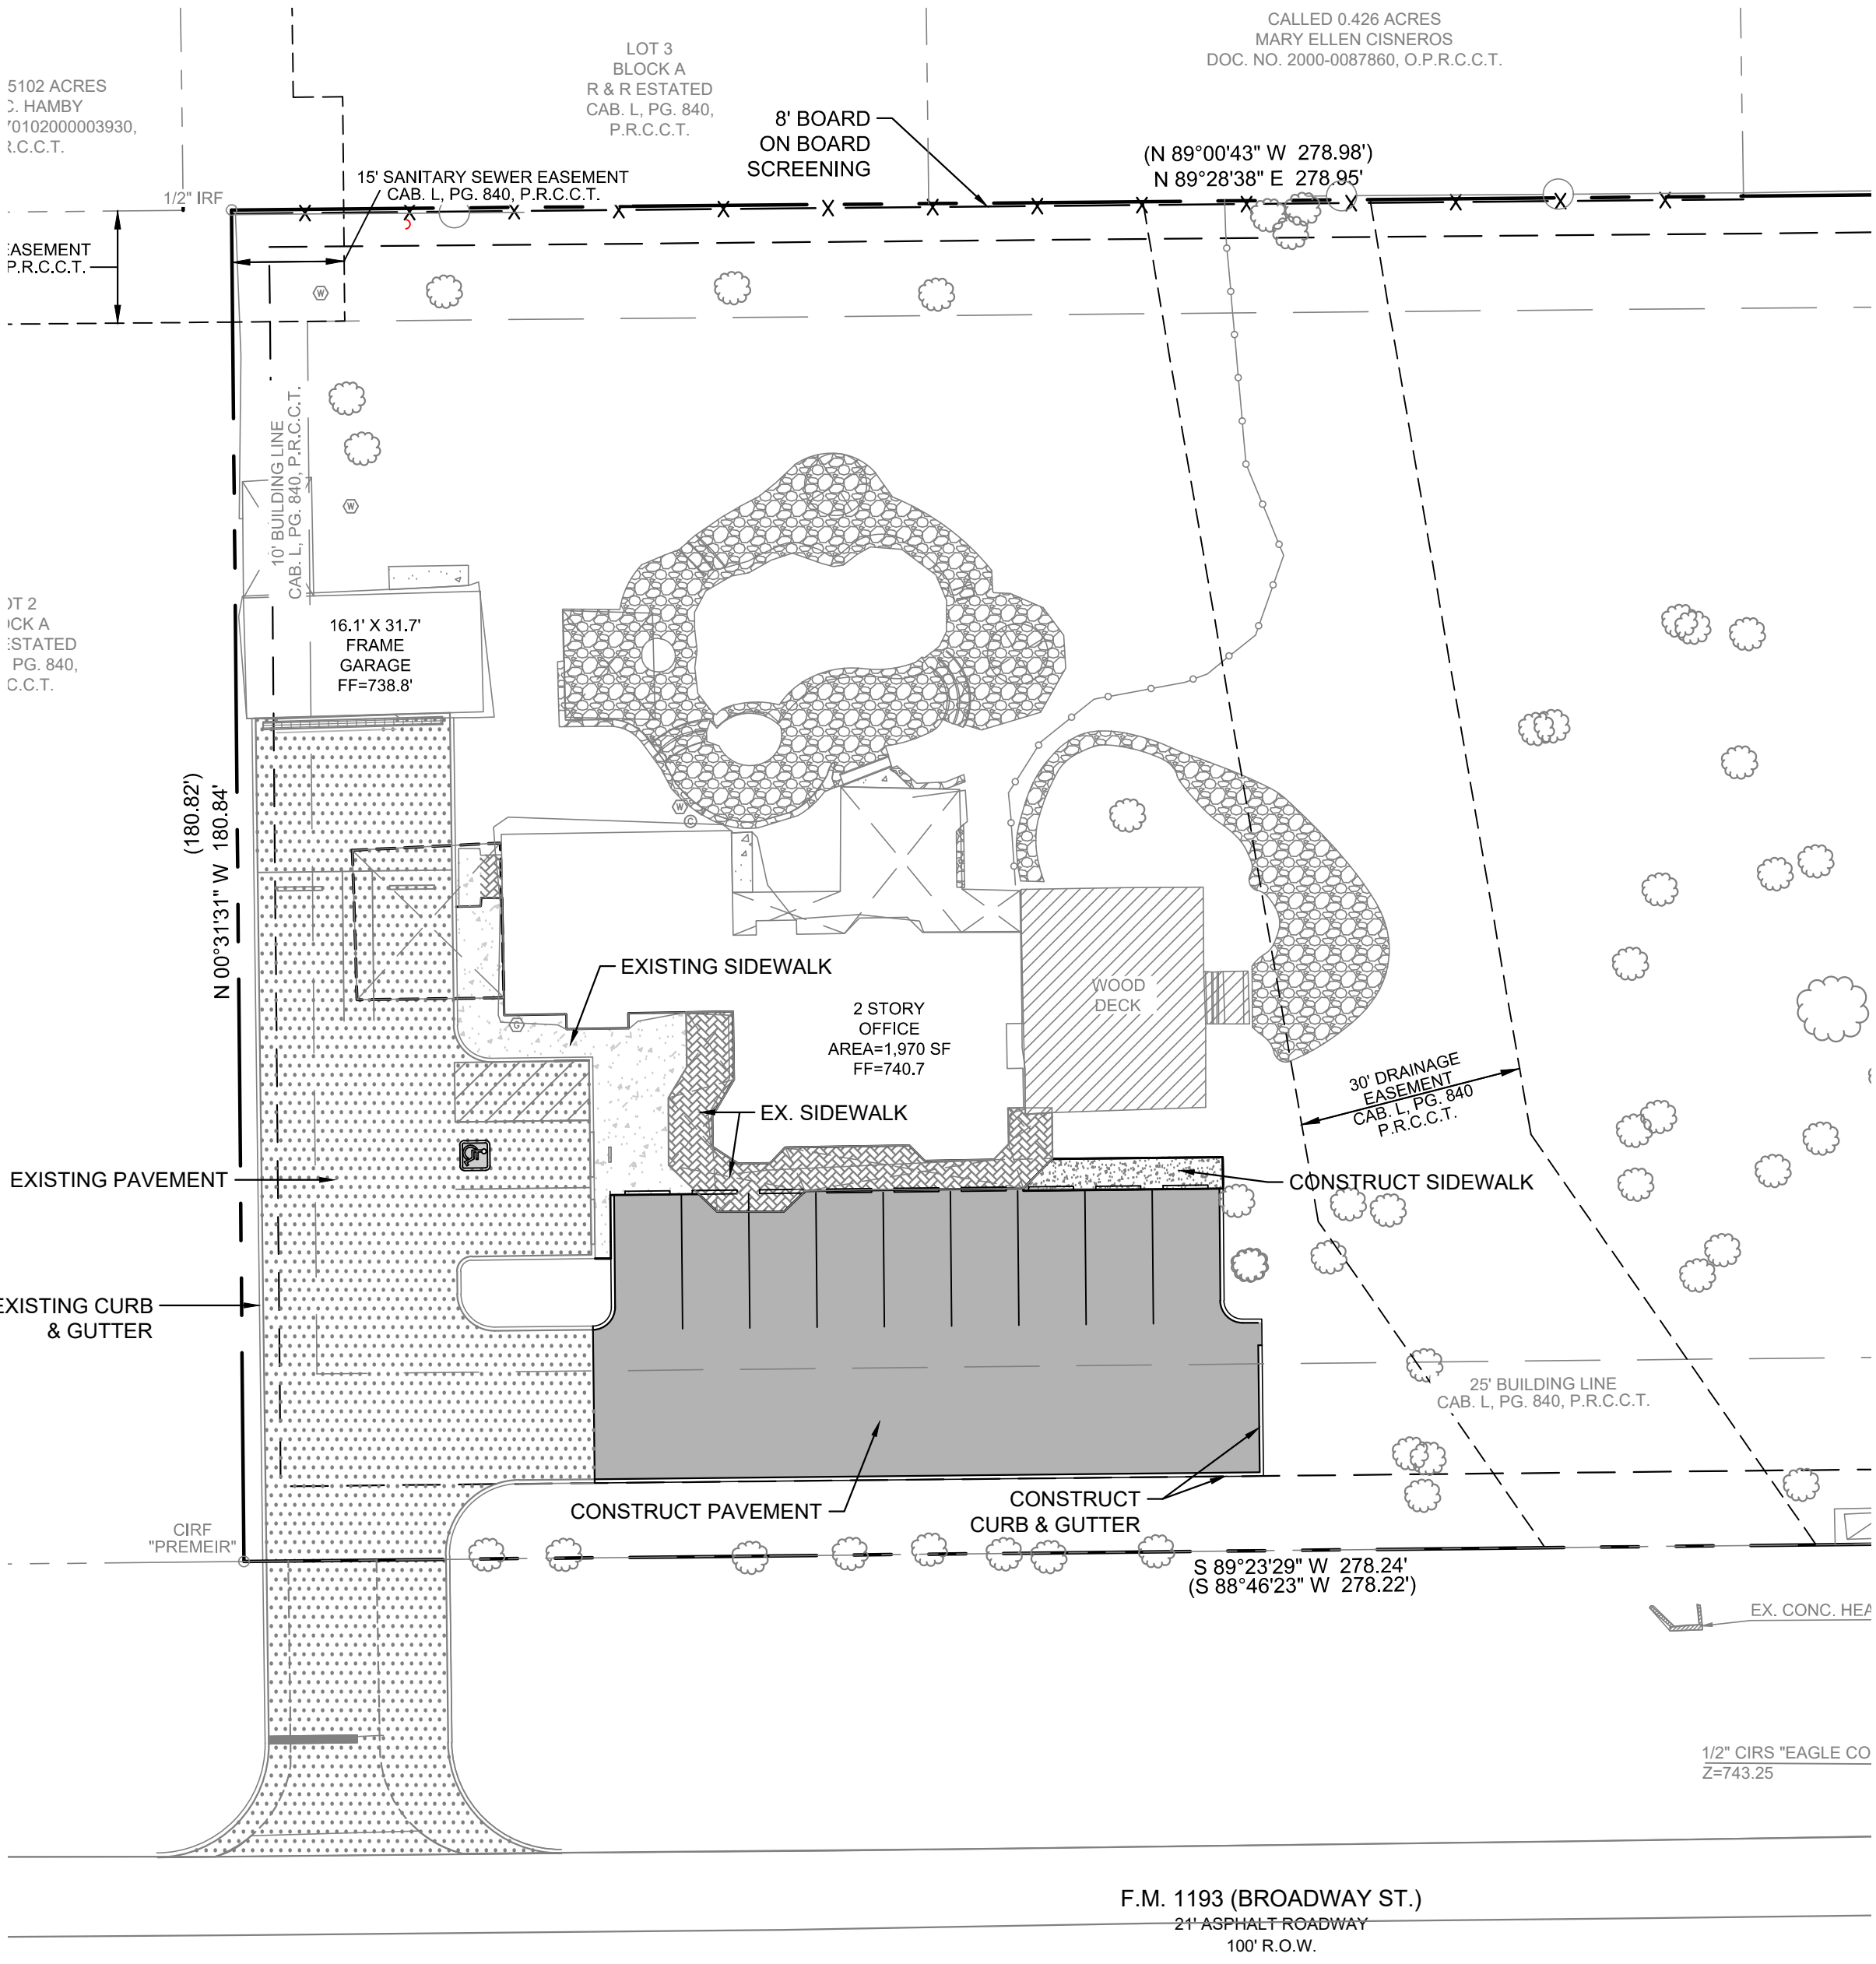 CALLED 0.426 ACRES
MARY ELLEN CISNEROS
DOC. NO. 2000-0087860, O.P.R.C.C.T.
LOT 3
BLOCK A
R & R ESTATED
CAB. L, PG. 840,
P.R.C.C.T.
5102 ACRES
C. HAMBY
70102000003930,
R.C.C.T.
8' BOARD
ON BOARD
SCREENING
(N 89°00'43" W 278.98')
N 89°28'38" E 278.95'
15' SANITARY SEWER EASEMENT
CAB. L, PG. 840, P.R.C.C.T.
1/2" IRF
EASEMENT
P.R.C.C.T.
W
10' BUILDING LINE
CAB. L, PG. 840, P.R.C.C.T.
W
OT 2
OCK A
ESTATED
PG. 840,
C.C.T.
16.1' X 31.7'
FRAME
GARAGE
FF=738.8'
(180.82')
N 00°31'31" W 180.84'
W
C
EXISTING SIDEWALK
2 STORY
OFFICE
AREA=1,970 SF
FF=740.7
WOOD
DECK
G
30' DRAINAGE
EASEMENT
CAB. L, PG. 840
P.R.C.C.T.
EX. SIDEWALK
EXISTING PAVEMENT
CONSTRUCT SIDEWALK
EXISTING CURB
& GUTTER
25' BUILDING LINE
CAB. L, PG. 840, P.R.C.C.T.
CONSTRUCT PAVEMENT
CONSTRUCT
CURB & GUTTER
CIRF
"PREMEIR"
S 89°23'29" W 278.24'
(S 88°46'23" W 278.22')
EX. CONC. HEA
1/2" CIRS "EAGLE CO
Z=743.25
F.M. 1193 (BROADWAY ST.)
21' ASPHALT ROADWAY
100' R.O.W.